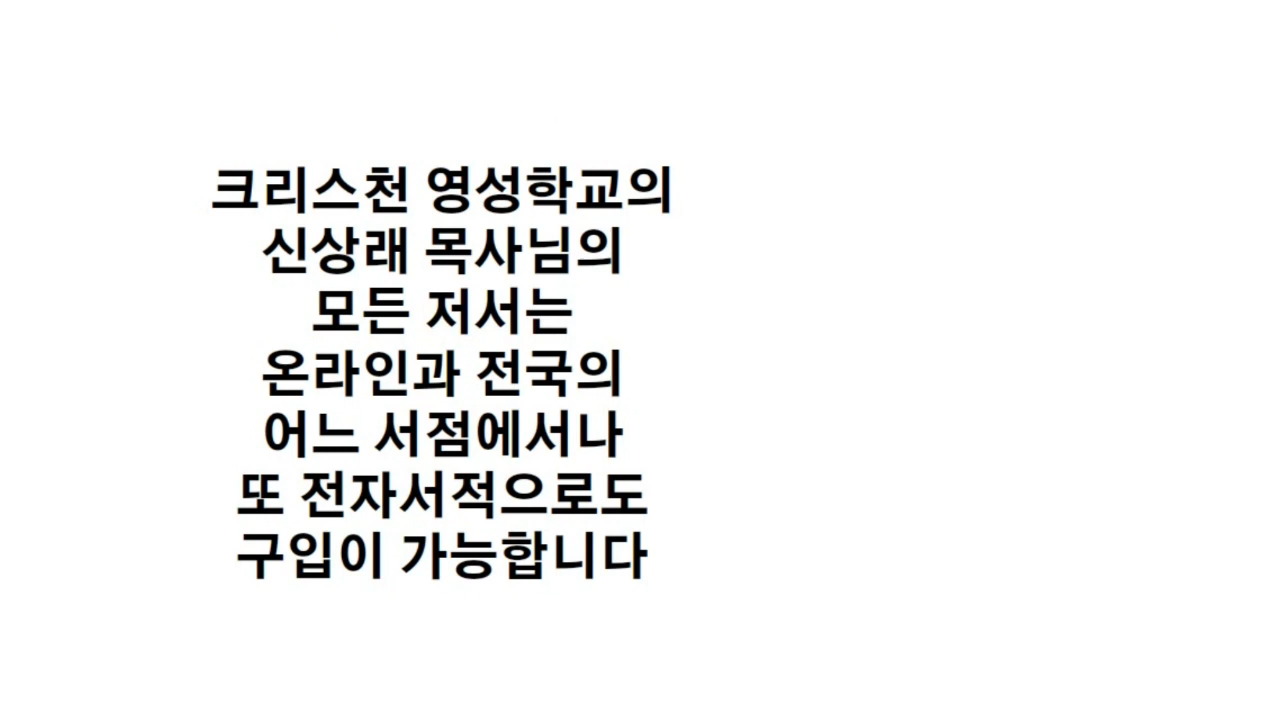 크리스천 영성학교의
신상래 목사님의
모든 저서는
온라인과 전국의
어느 서점에서나
또 전자서적으로도
구입이 가능합니다